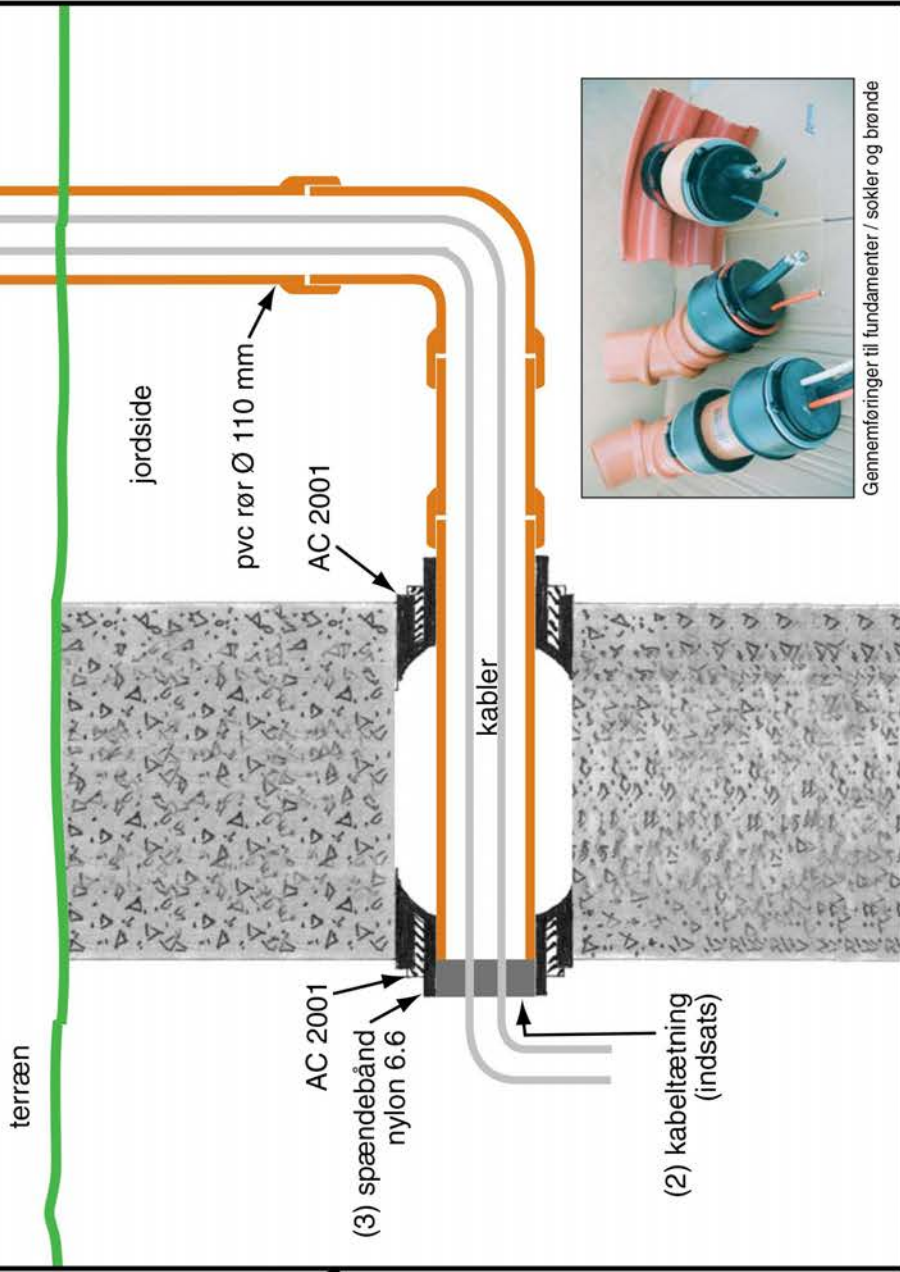 terræn
jordside
pvc rør Ø 110 mm
AC 2001
kabler
AC 2001
(3) spændebånd
nylon 6.6
(2) kabeltætning
(indsats)
Gennemføringer til fundamenter / sokler og brønde